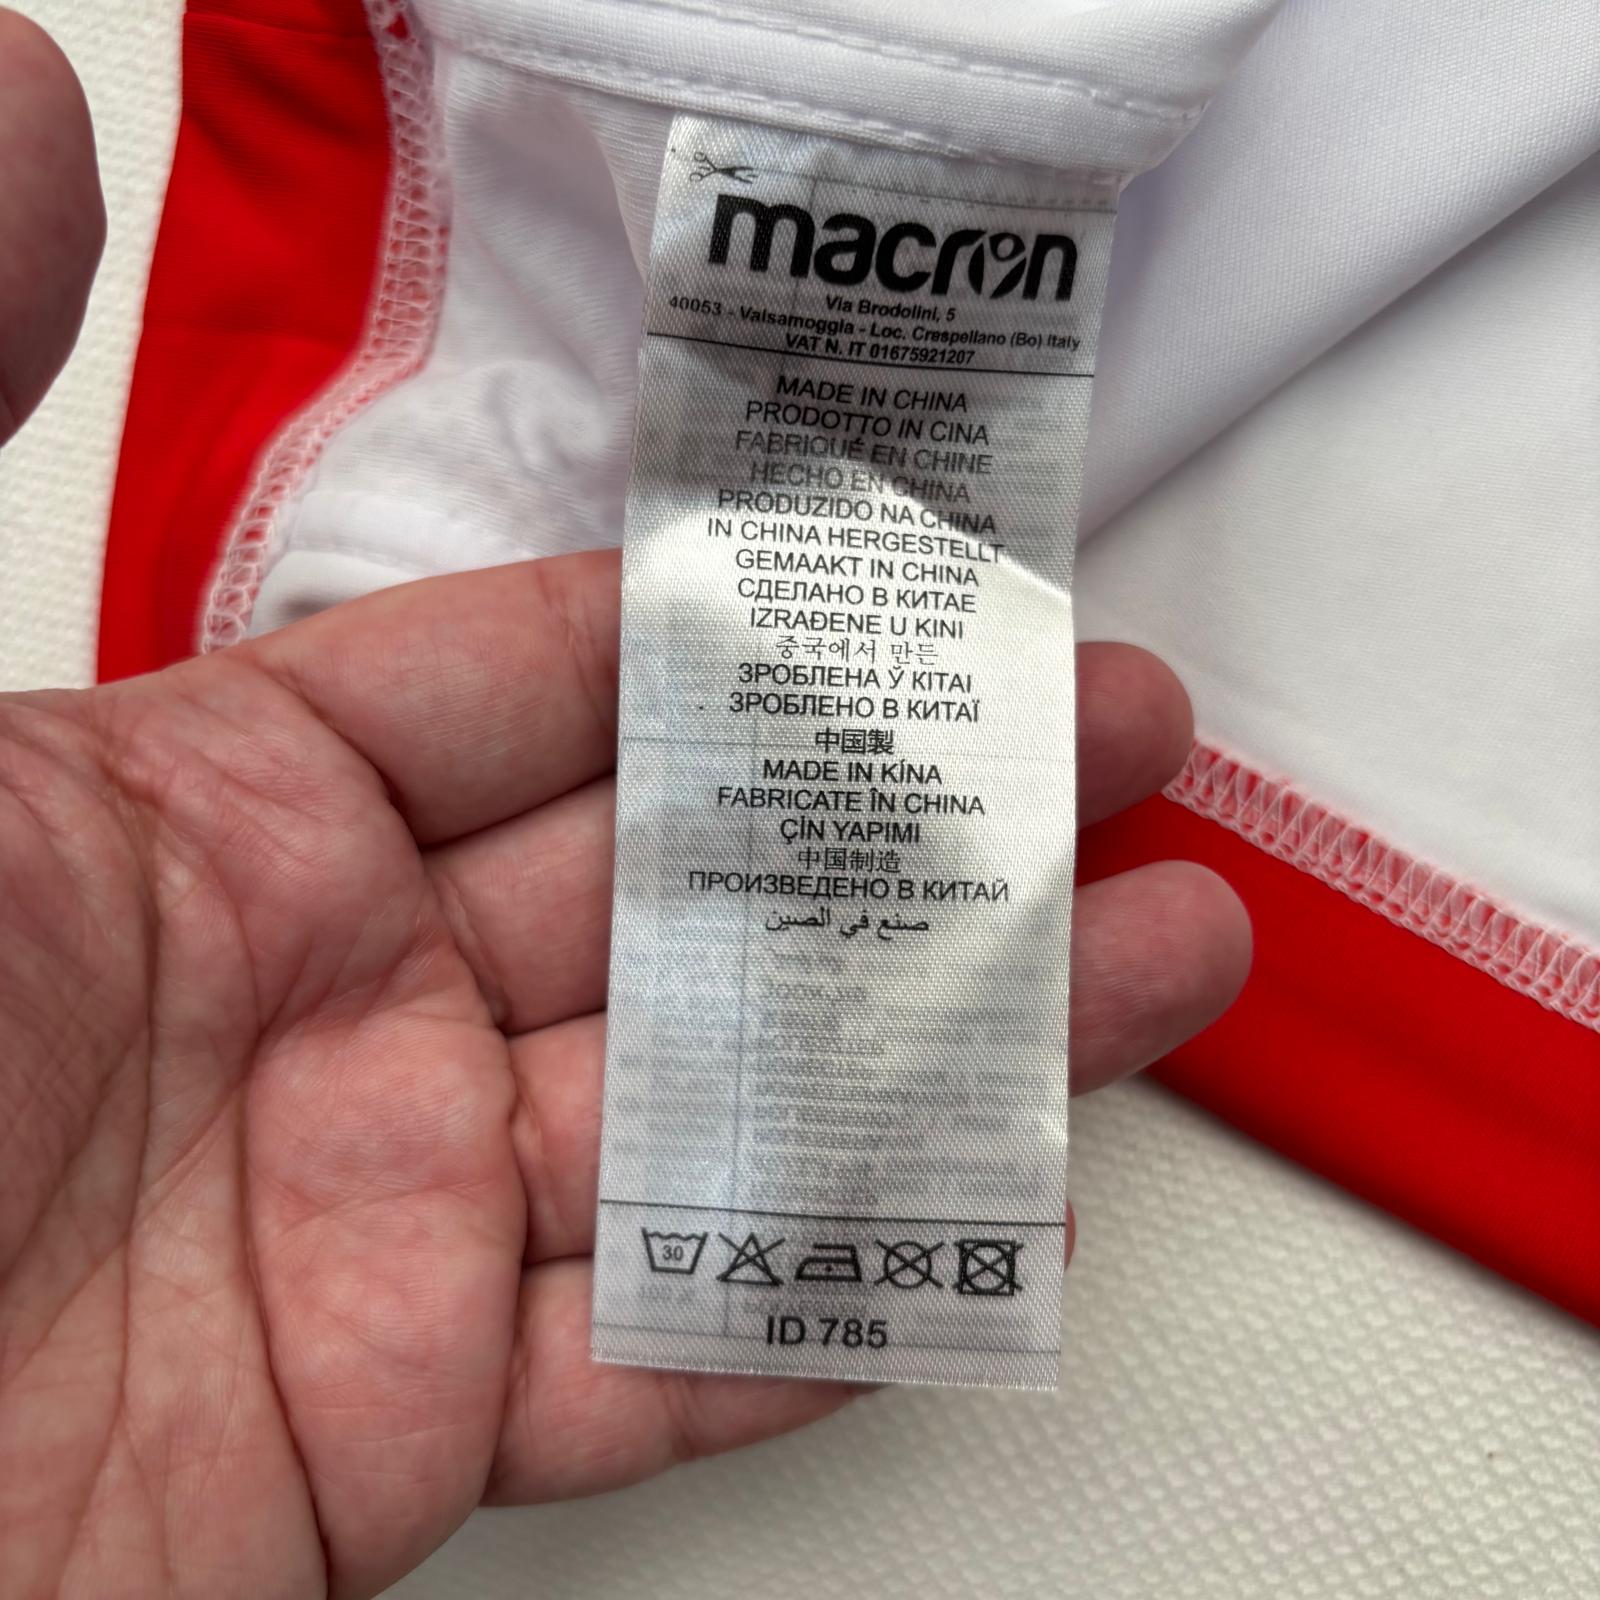 macron
Via Brodolini, 5
40053 - Valsamoggia - Loc. Crespellano (Bo) Italy
VAT N. IT 01675921207
MADE IN CHINA
PRODOTTO IN CINA
FABRIQUÉ EN CHINE
HECHO EN CHINA
PRODUZIDO NA CHINA
IN CHINA HERGESTELLT
GEMAAKT IN CHINA
СДЕЛАНО В КИТАЕ
IZRAĐENE U KINI
중국에서 만든
ЗРОБЛЕНА Ў KITAI
ЗРОБЛЕНО В КИТАЇ
中国製
MADE IN KÍNA
FABRICATE ÎN CHINA
ÇİN YAPIMI
中国制造
ПРОИЗВЕДЕНО В КИТАЙ
صنع في الصين
30
ID 785